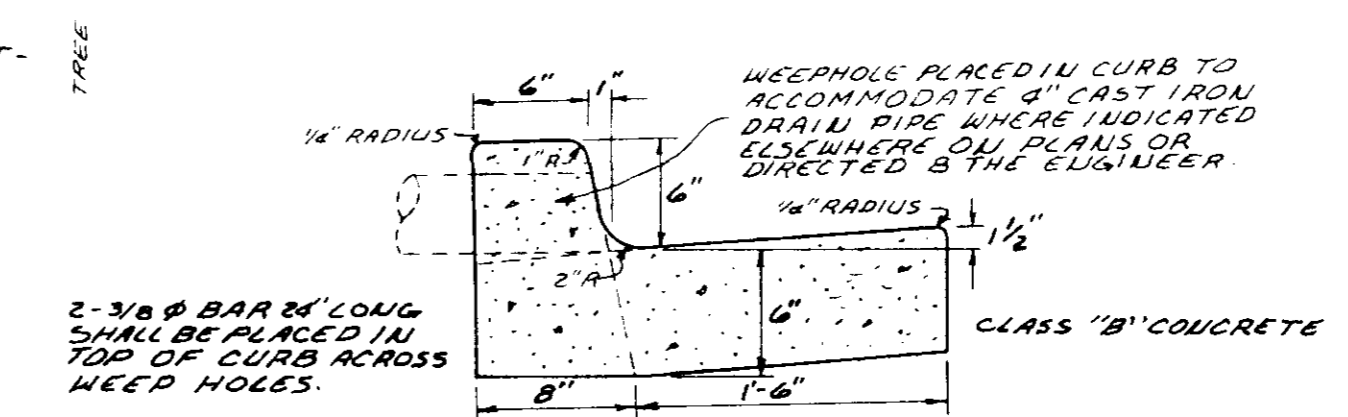 TREE
6" 1"
WEEPHOLE PLACED IN CURB TO
ACCOMMODATE 4" CAST IRON
DRAIN PIPE WHERE INDICATED
ELSEWHERE ON PLANS OR
DIRECTED B THE ENGINEER.
1/4" RADIUS
1"R
6"
1/4" RADIUS
1 1/2"
2"R
6"
CLASS "B" CONCRETE
2-3/8 Ø BAR 24" LONG
SHALL BE PLACED IN
TOP OF CURB ACROSS
WEEP HOLES.
8" 1'-6"